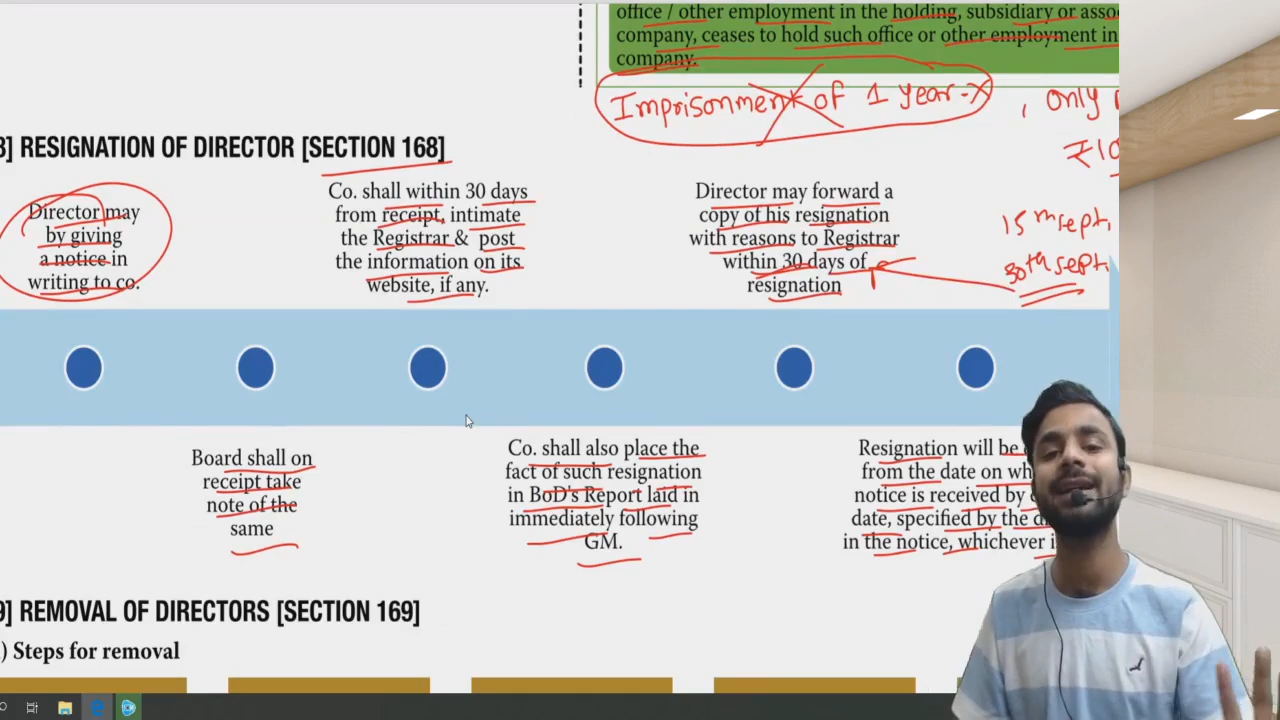 office / other employment in the holding, subsidiary or asso
company, ceases to hold such office or other employment in
company.
Imprisonment of 1 year -X , only
₹10
8] RESIGNATION OF DIRECTOR [SECTION 168]
Director may
by giving
a notice in
writing to co.
Co. shall within 30 days
from receipt, intimate
the Registrar & post
the information on its
website, if any.
Director may forward a
copy of his resignation
with reasons to Registrar
within 30 days of
resignation
15th sept,
30th sept,
Board shall on
receipt take
note of the
same
Co. shall also place the
fact of such resignation
in BoD's Report laid in
immediately following
GM.
Resignation will be
from the date on wh
notice is received by
date, specified by the d
in the notice, whichever i
9] REMOVAL OF DIRECTORS [SECTION 169]
) Steps for removal